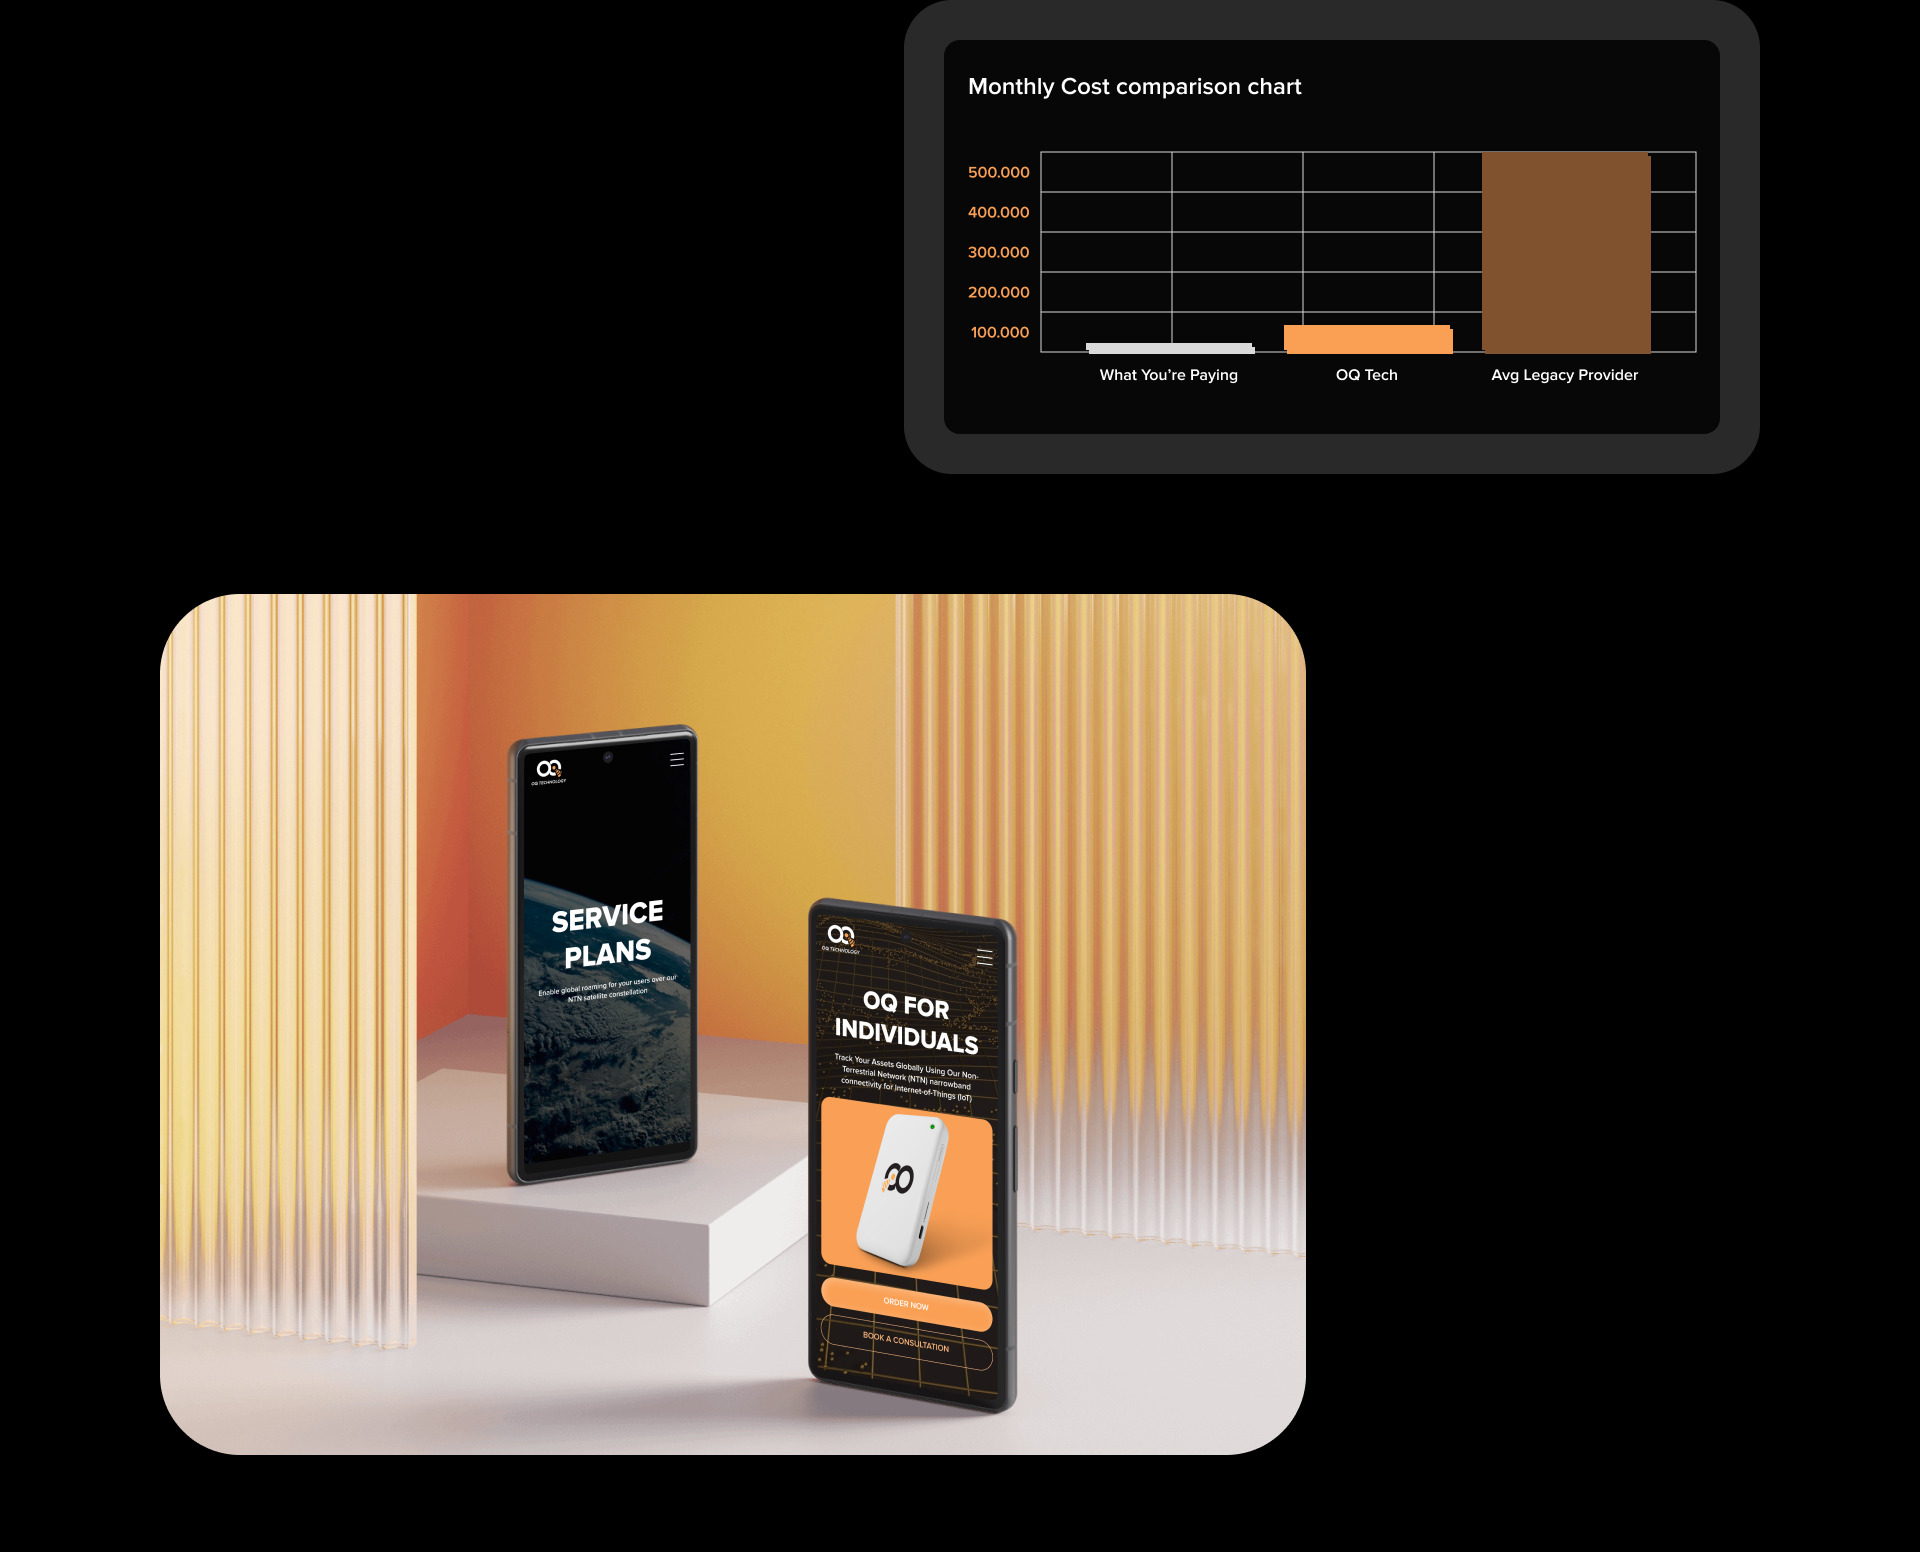 Monthly Cost comparison chart
500.000
400.000
300.000
200.000
100.000
What You’re Paying
OQ Tech
Avg Legacy Provider
OQ TECHNOLOGY
SERVICE
PLANS
Enable global roaming for your users over our
NTN satellite constellation
OQ TECHNOLOGY
OQ FOR
INDIVIDUALS
Track Your Assets Globally Using Our Non-
Terrestrial Network (NTN) narrowband
connectivity for Internet-of-Things (IoT)
ORDER NOW
BOOK A CONSULTATION